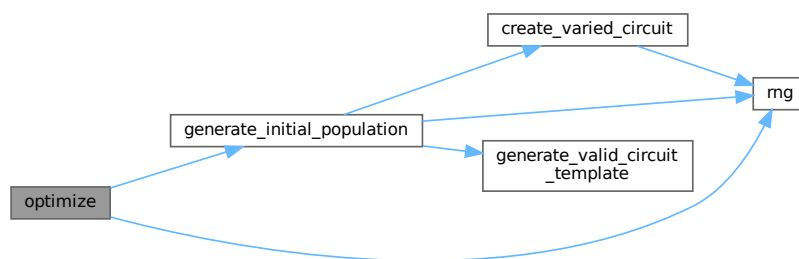 create_varied_circuit
rng
generate_initial_population
generate_valid_circuit
_template
optimize